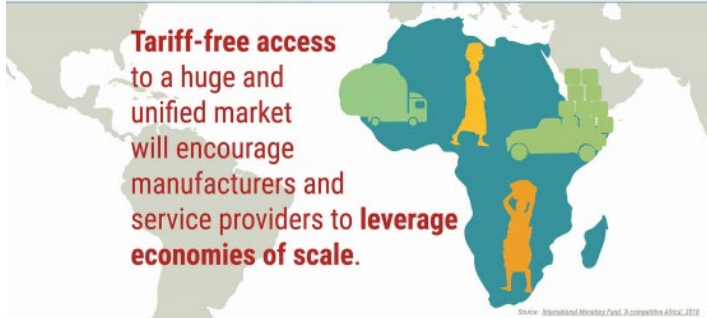 Tariff-free access
to a huge and
unified market
will encourage
manufacturers and
service providers to leverage
economies of scale.
Source: International Monetary Fund, 'A competitive Africa', 2018